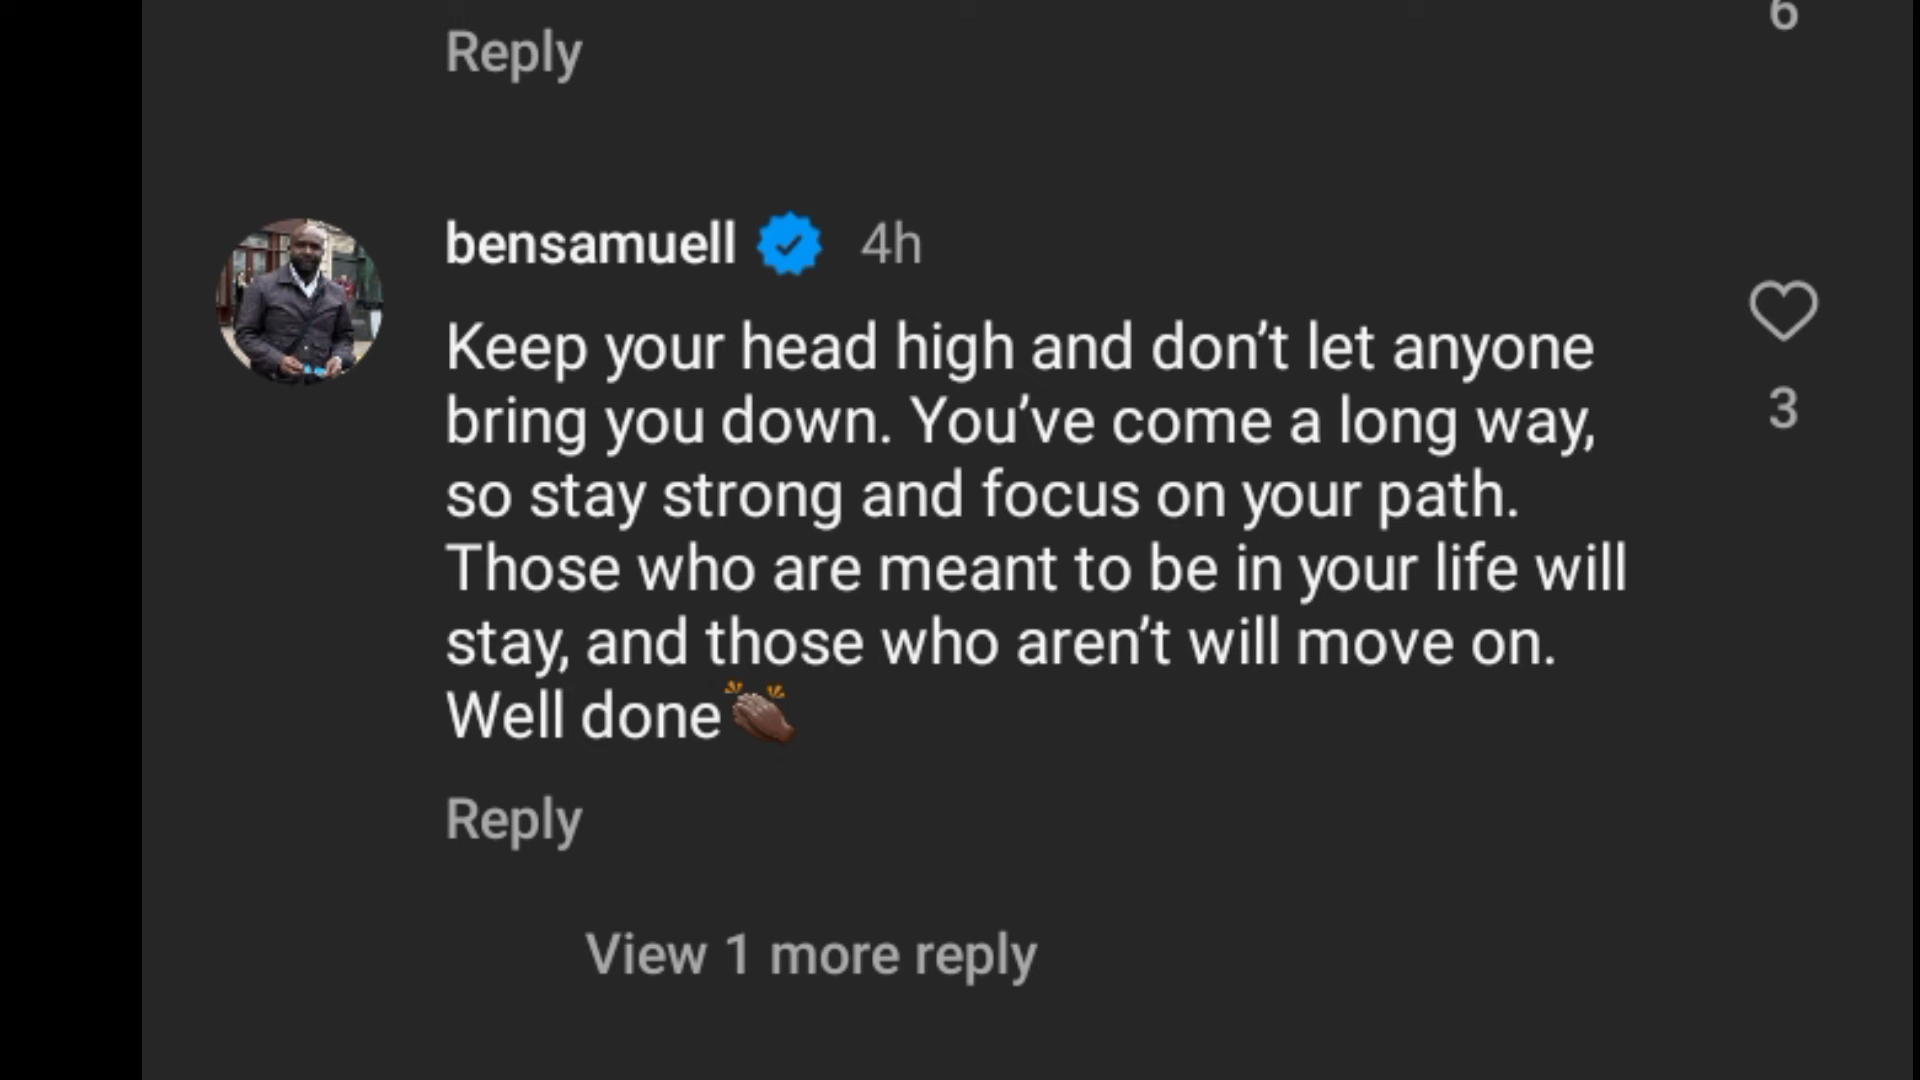 6
Reply
bensamuell 4h
Keep your head high and don’t let anyone
bring you down. You’ve come a long way,
so stay strong and focus on your path.
Those who are meant to be in your life will
stay, and those who aren’t will move on.
Well done👏🏿
3
Reply
View 1 more reply